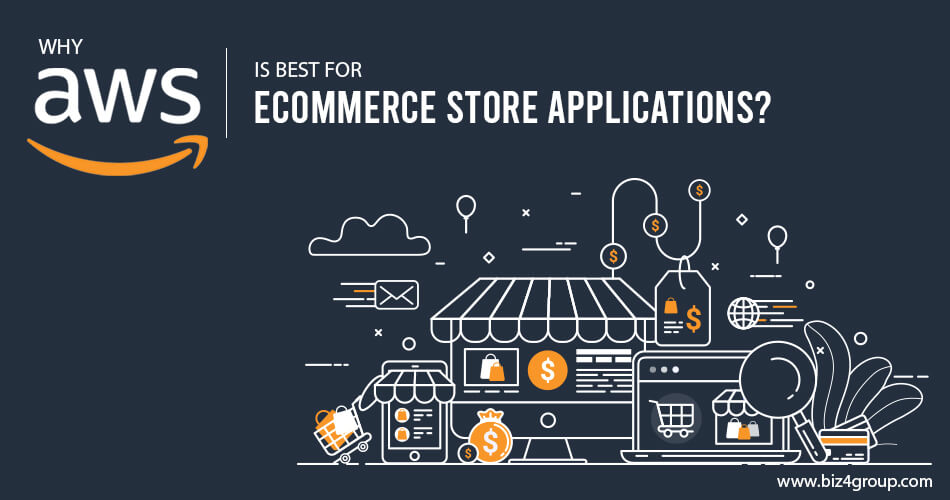 WHY
aws
IS BEST FOR
ECOMMERCE STORE APPLICATIONS?
$
$
$
$
$
$
$
www.biz4group.com